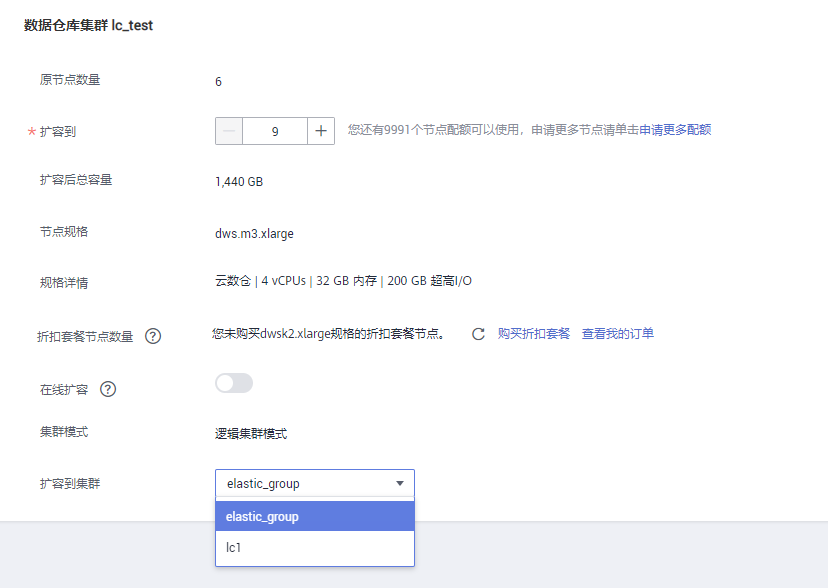 数据仓库集群 lc_test
原节点数量 6
* 扩容到 − 9 + 您还有9991个节点配额可以使用，申请更多节点请单击申请更多配额
扩容后总容量 1,440 GB
节点规格 dws.m3.xlarge
规格详情 云数仓 | 4 vCPUs | 32 GB 内存 | 200 GB 超高I/O
折扣套餐节点数量 ? 您未购买dwsk2.xlarge规格的折扣套餐节点。 购买折扣套餐 查看我的订单
在线扩容 ?
集群模式 逻辑集群模式
扩容到集群 elastic_group
elastic_group
lc1